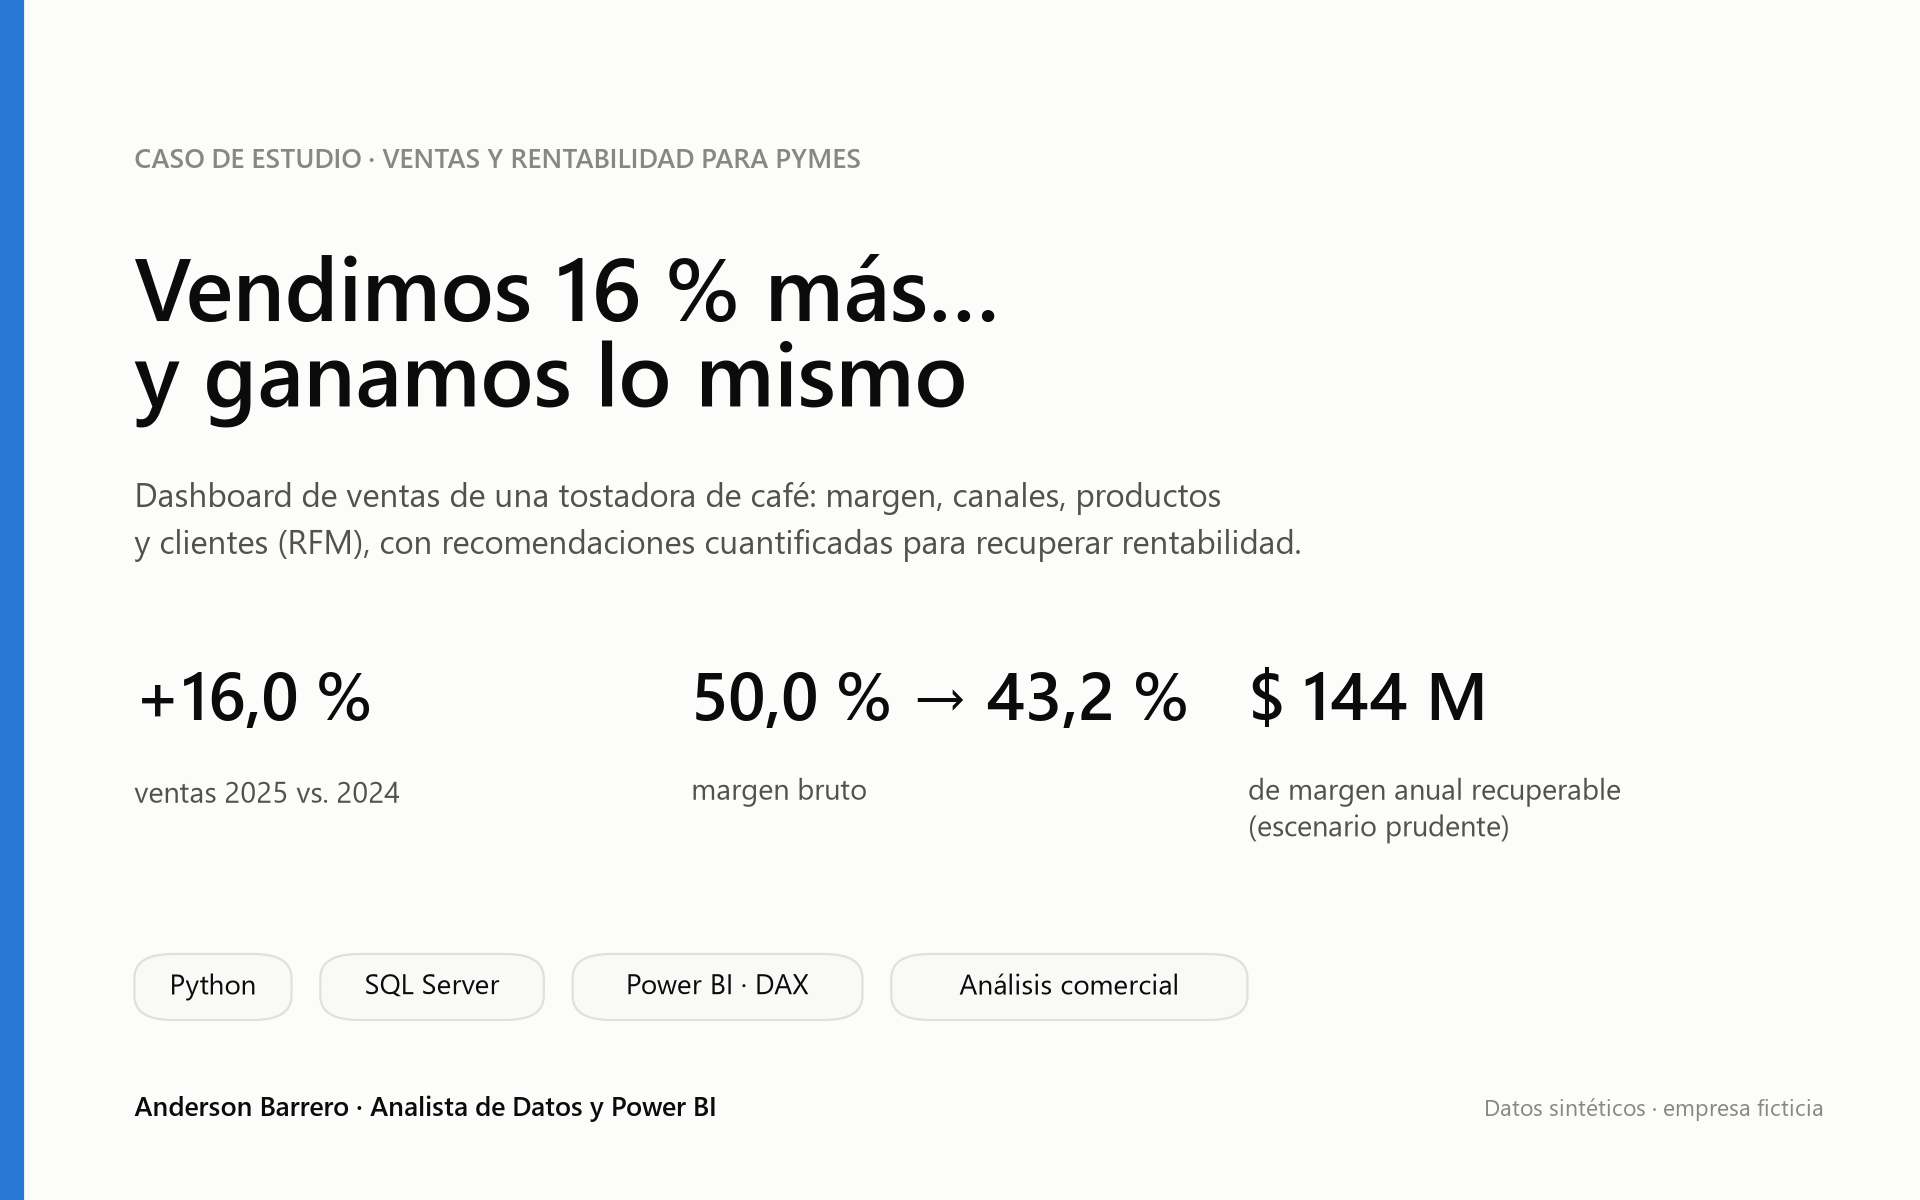 CASO DE ESTUDIO · VENTAS Y RENTABILIDAD PARA PYMES
Vendimos 16 % más…
y ganamos lo mismo
Dashboard de ventas de una tostadora de café: margen, canales, productos
y clientes (RFM), con recomendaciones cuantificadas para recuperar rentabilidad.
+16,0 %
ventas 2025 vs. 2024
50,0 % → 43,2 %
margen bruto
$ 144 M
de margen anual recuperable
(escenario prudente)
Python
SQL Server
Power BI · DAX
Análisis comercial
Anderson Barrero · Analista de Datos y Power BI
Datos sintéticos · empresa ficticia